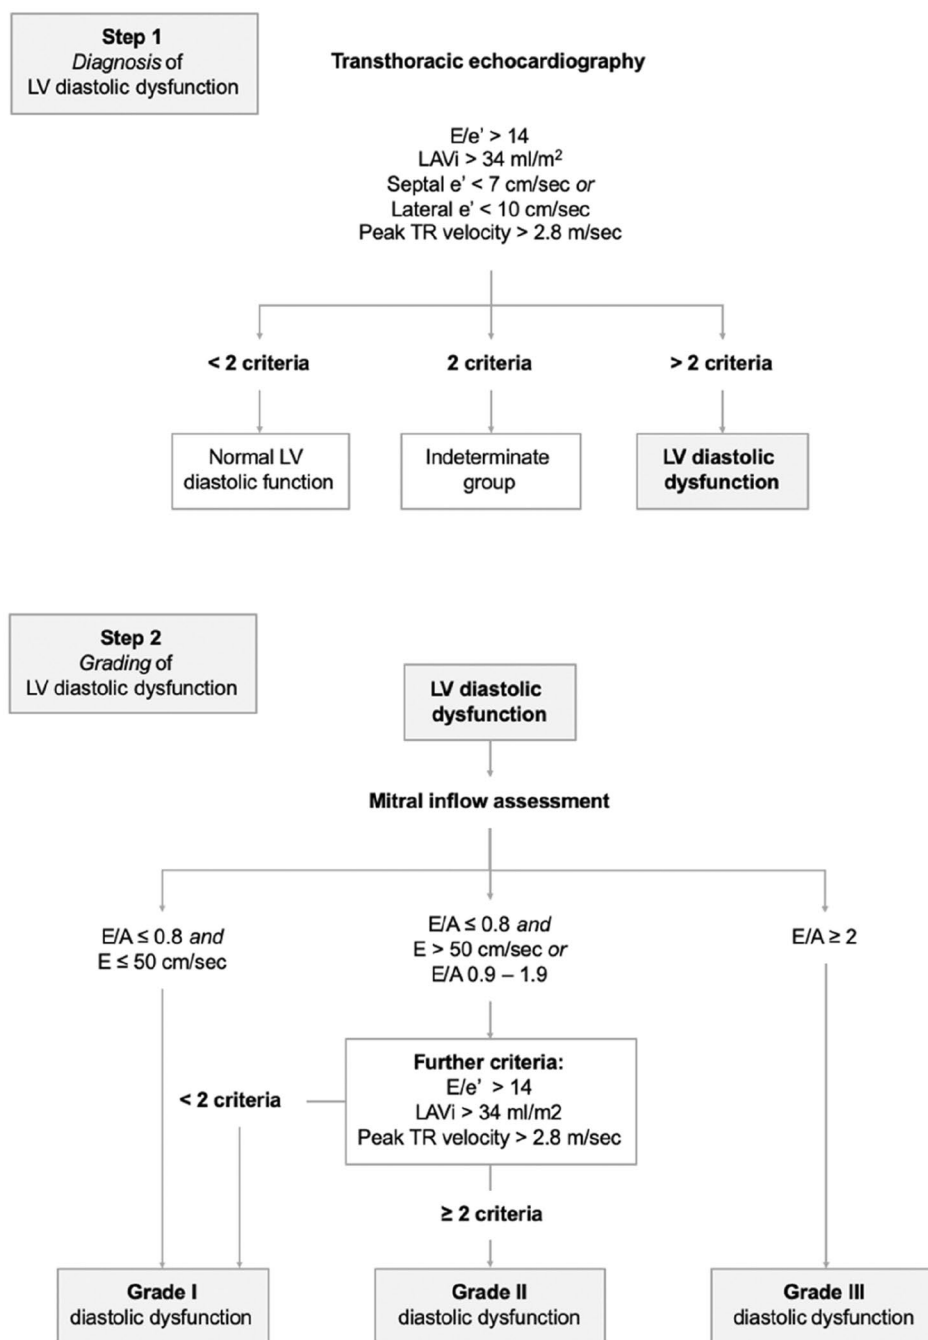 Step 1
Diagnosis of
LV diastolic dysfunction
Transthoracic echocardiography
E/e' > 14
LAVi > 34 ml/m²
Septal e' < 7 cm/sec or
Lateral e' < 10 cm/sec
Peak TR velocity > 2.8 m/sec
< 2 criteria
2 criteria
> 2 criteria
Normal LV
diastolic function
Indeterminate
group
LV diastolic
dysfunction
Step 2
Grading of
LV diastolic dysfunction
LV diastolic
dysfunction
Mitral inflow assessment
E/A ≤ 0.8 and
E ≤ 50 cm/sec
E/A ≤ 0.8 and
E > 50 cm/sec or
E/A 0.9 – 1.9
E/A ≥ 2
Further criteria:
E/e' > 14
LAVi > 34 ml/m2
Peak TR velocity > 2.8 m/sec
< 2 criteria
≥ 2 criteria
Grade I
diastolic dysfunction
Grade II
diastolic dysfunction
Grade III
diastolic dysfunction